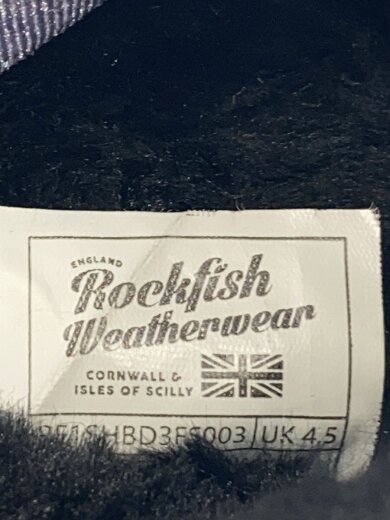 ENGLAND
Rockfish
Weatherwear
CORNWALL &
ISLES OF SCILLY
UK 4.5